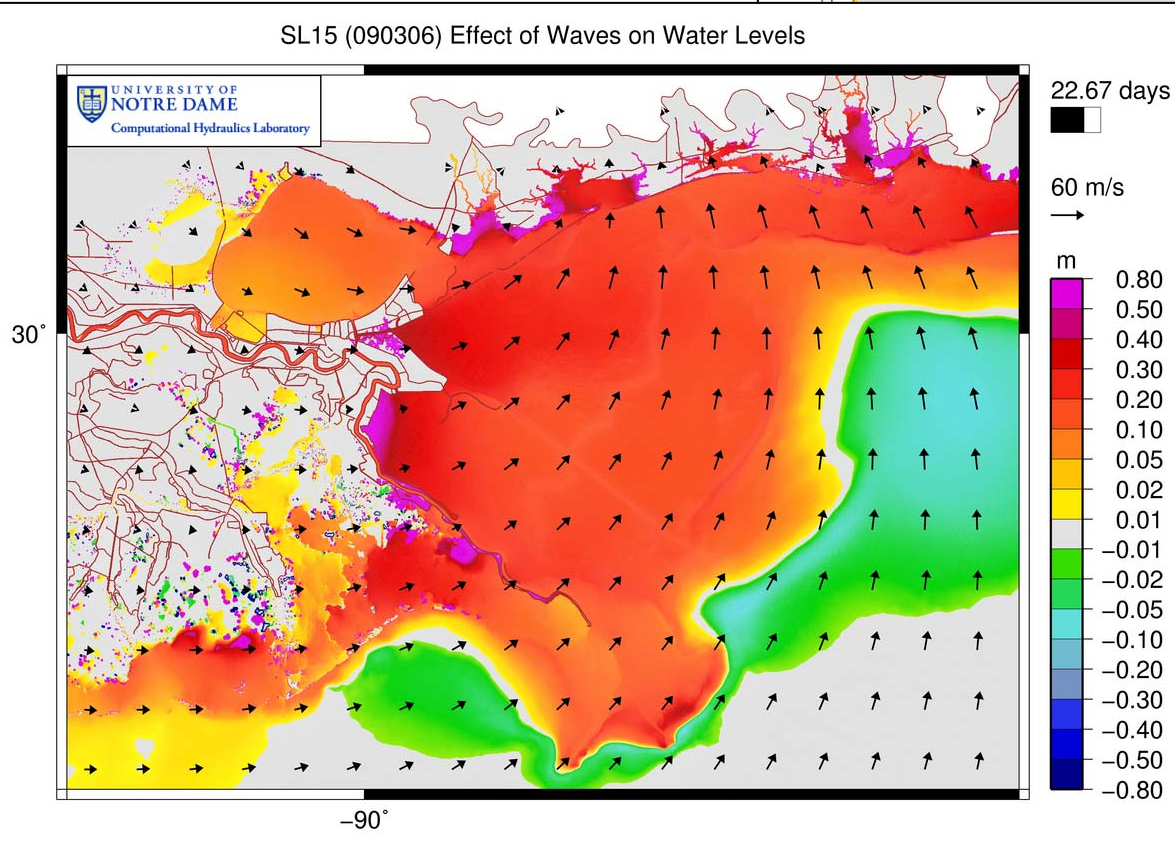 SL15 (090306) Effect of Waves on Water Levels
UNIVERSITY OF
NOTRE DAME
Computational Hydraulics Laboratory
22.67 days
60 m/s
m
0.80
0.50
0.40
0.30
0.20
0.10
0.05
0.02
0.01
−0.01
−0.02
−0.05
−0.10
−0.20
−0.30
−0.40
−0.50
−0.80
30˚
−90˚